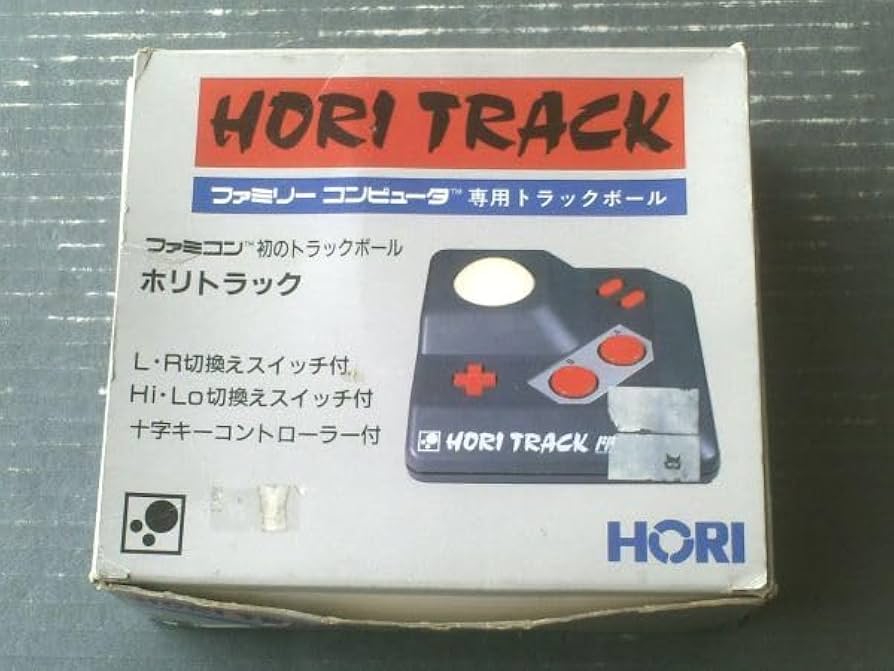 HORI TRACK
ファミリー コンピュータ™ 専用トラックボール
ファミコン™ 初のトラックボール
ホリトラック
L・R切換えスイッチ付
Hi・Lo切換えスイッチ付
十字キーコントローラー付
B A
HORI TRACK
HORI